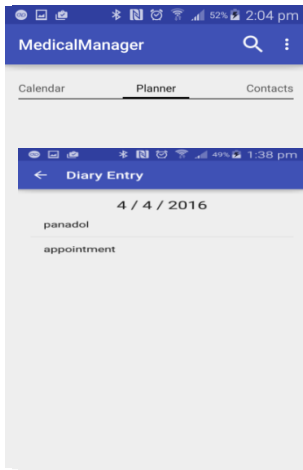 52% 2:04 pm
MedicalManager
Calendar Planner Contacts
49% 1:38 pm
Diary Entry
4 / 4 / 2016
panadol
appointment